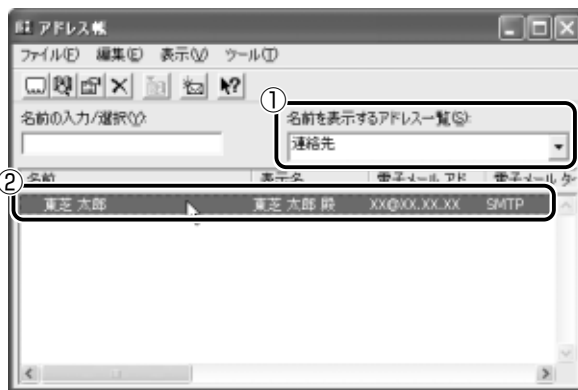 アドレス帳
ファイル(F) 編集(E) 表示(V) ツール(T)
①
名前の入力/選択(Y): 名前を表示するアドレス一覧(S):
連絡先
②
名前 表示名 電子メール アド 電子メール タ
東芝 太郎 東芝 太郎 殿 XX@XX.XX.XX SMTP